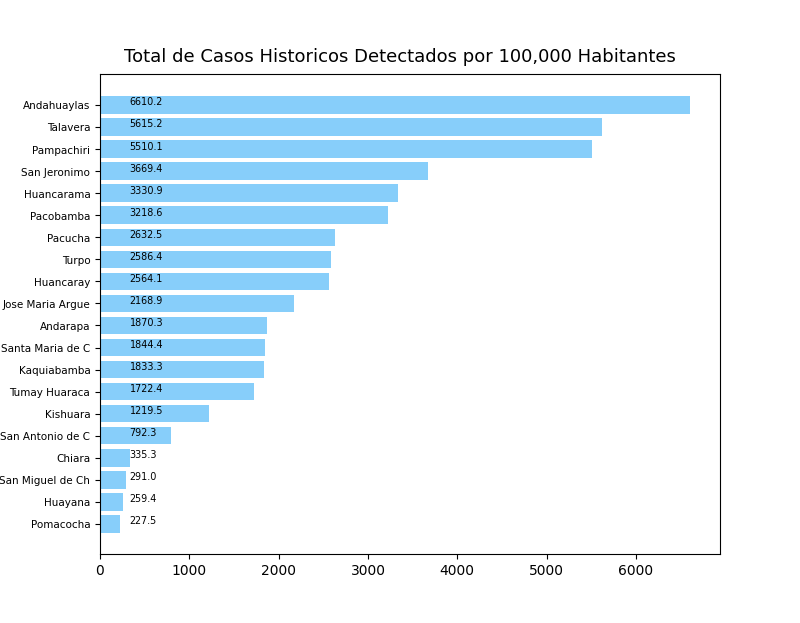 Total de Casos Historicos Detectados por 100,000 Habitantes
Andahuaylas 6610.2
Talavera 5615.2
Pampachiri 5510.1
San Jeronimo 3669.4
Huancarama 3330.9
Pacobamba 3218.6
Pacucha 2632.5
Turpo 2586.4
Huancaray 2564.1
Jose Maria Argue 2168.9
Andarapa 1870.3
Santa Maria de C 1844.4
Kaquiabamba 1833.3
Tumay Huaraca 1722.4
Kishuara 1219.5
San Antonio de C 792.3
Chiara 335.3
San Miguel de Ch 291.0
Huayana 259.4
Pomacocha 227.5
0 1000 2000 3000 4000 5000 6000